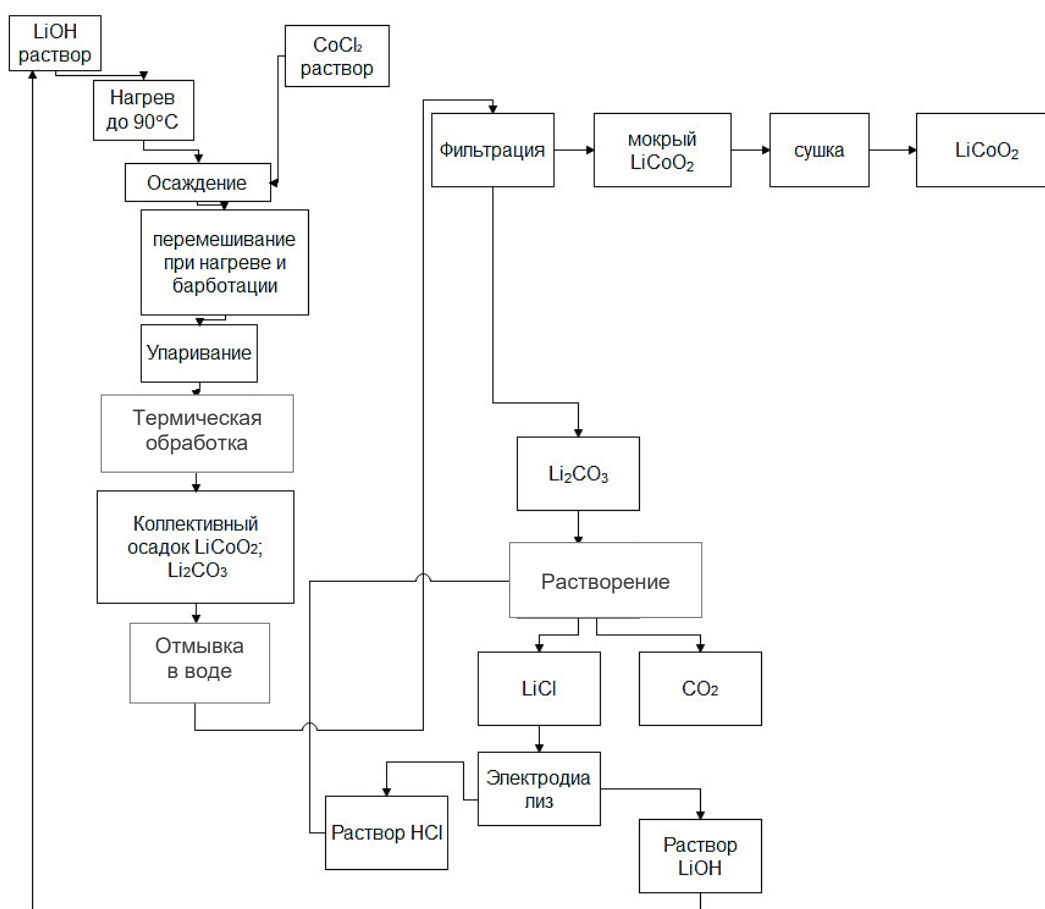 LiOH
раствор
CoCl₂
раствор
Нагрев
до 90°C
Осаждение
перемешивание
при нагреве и
барботации
Упаривание
Термическая
обработка
Коллективный
осадок LiCoO₂;
Li₂CO₃
Отмывка
в воде
Фильтрация
мокрый
LiCoO₂
сушка
LiCoO₂
Li₂CO₃
Растворение
LiCl
CO₂
Электродиа
лиз
Раствор HCl
Раствор
LiOH